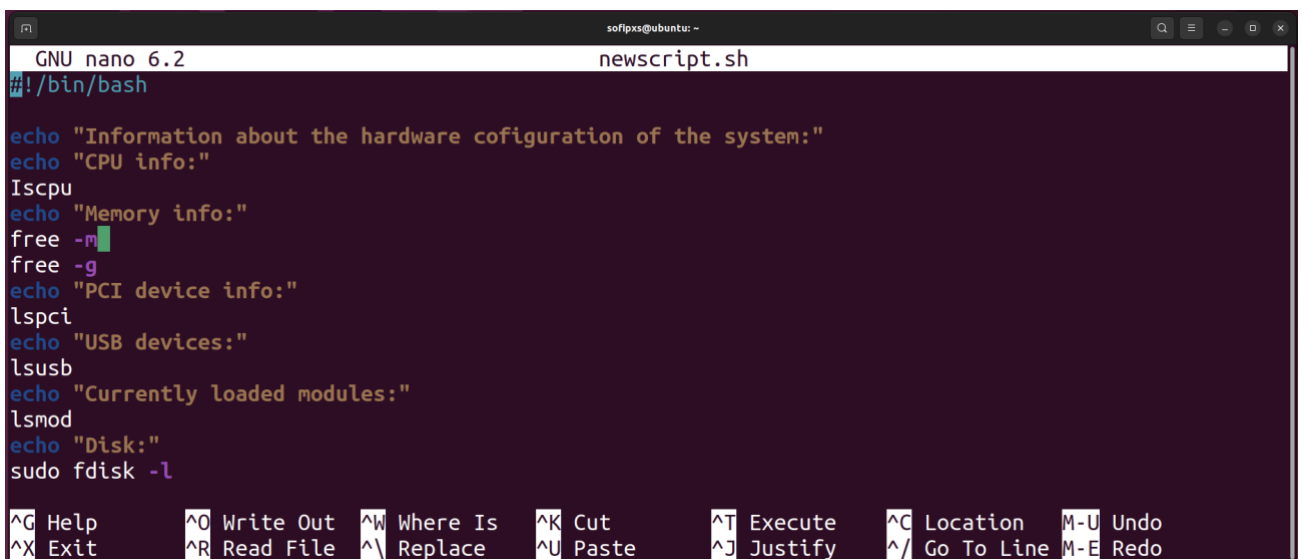 sofipxs@ubuntu: ~
GNU nano 6.2 newscript.sh
#!/bin/bash
echo "Information about the hardware cofiguration of the system:"
echo "CPU info:"
Iscpu
echo "Memory info:"
free -m
free -g
echo "PCI device info:"
lspci
echo "USB devices:"
lsusb
echo "Currently loaded modules:"
lsmod
echo "Disk:"
sudo fdisk -l
^G Help ^O Write Out ^W Where Is ^K Cut ^T Execute ^C Location M-U Undo
^X Exit ^R Read File ^\ Replace ^U Paste ^J Justify ^/ Go To Line M-E Redo